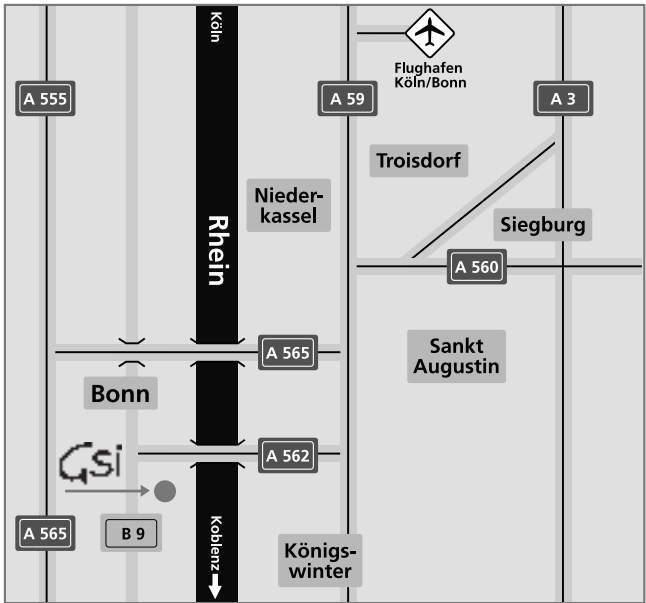 Köln
Flughafen
Köln/Bonn
A 555
A 59
A 3
Troisdorf
Nieder-
kassel
Siegburg
Rhein
A 560
A 565
Sankt
Augustin
Bonn
A 562
Gsi
A 565
B 9
Koblenz
Königs-
winter